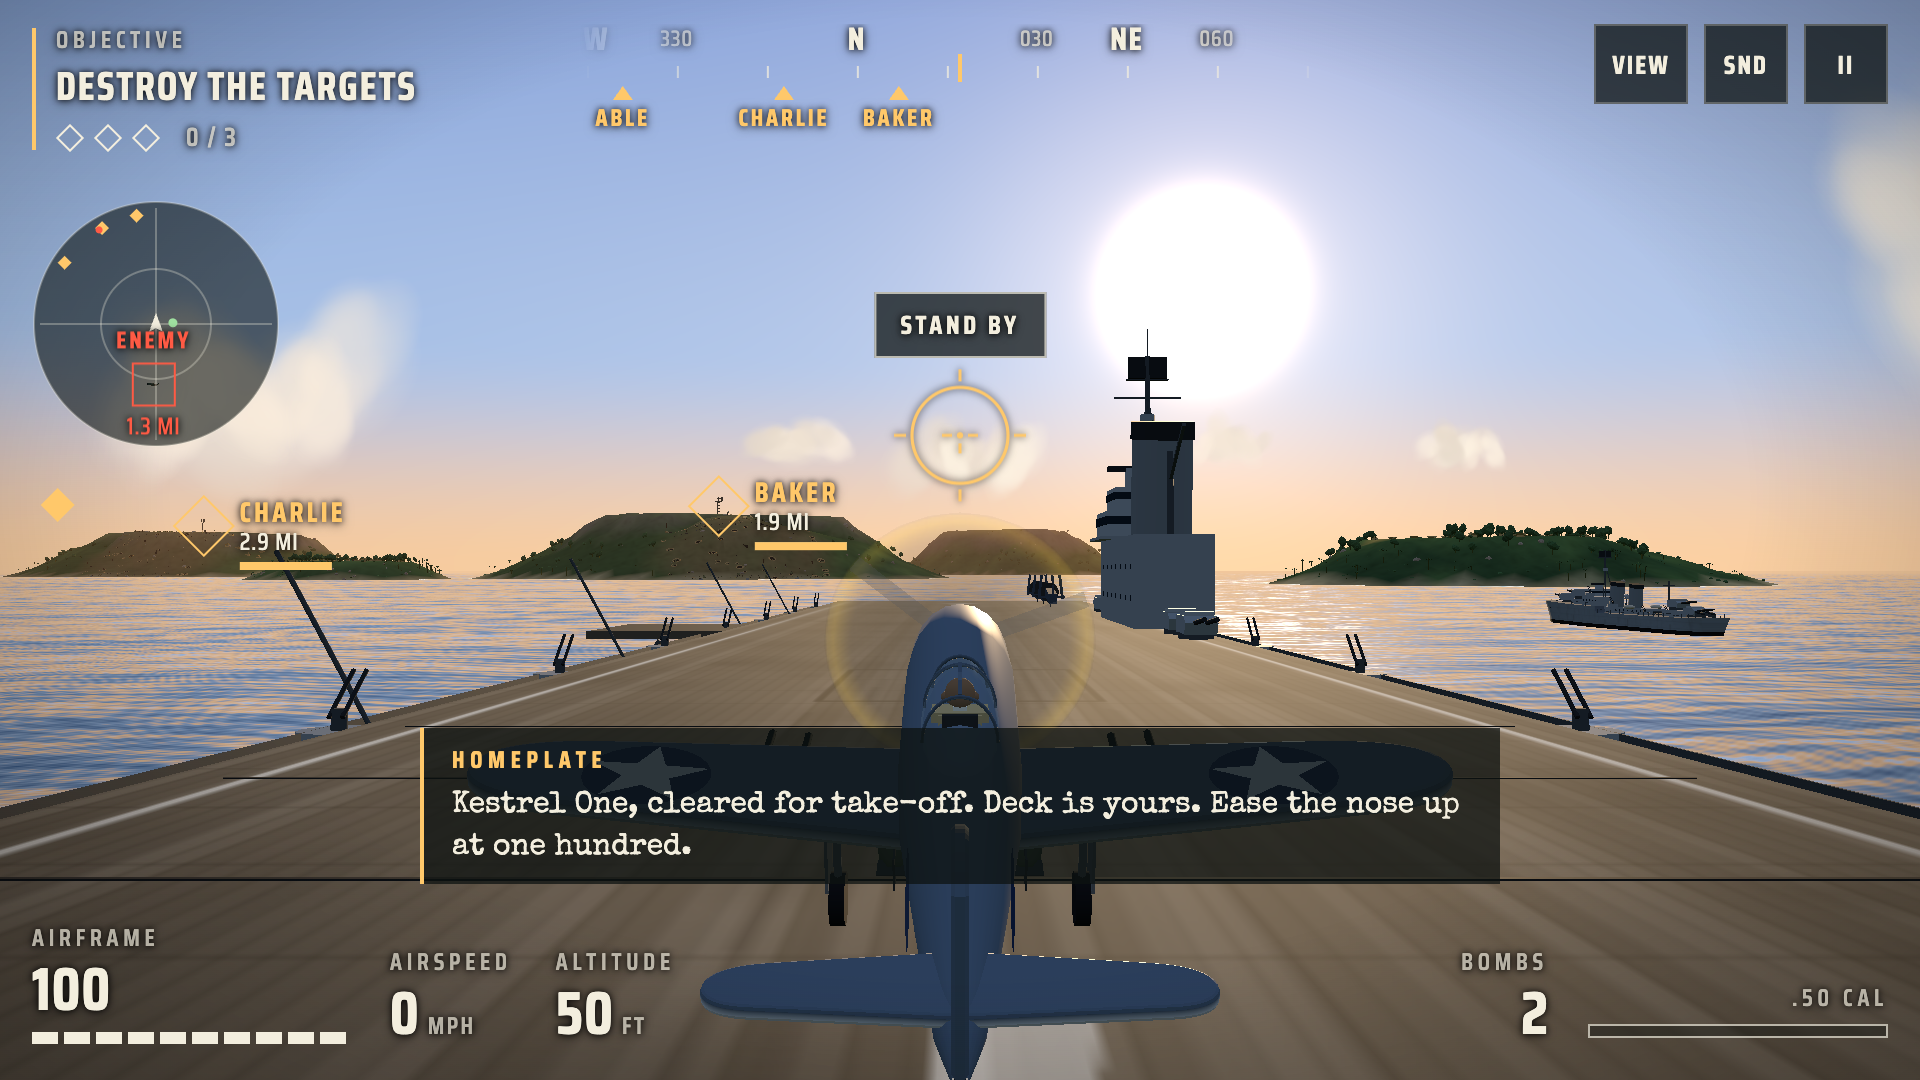 OBJECTIVE
DESTROY THE TARGETS
0 / 3
W 330 N 030 NE 060
ABLE CHARLIE BAKER
VIEW SND II
ENEMY
1.3 MI
STAND BY
CHARLIE
2.9 MI
BAKER
1.9 MI
HOMEPLATE
Kestrel One, cleared for take-off. Deck is yours. Ease the nose up
at one hundred.
AIRFRAME
100
AIRSPEED
0 MPH
ALTITUDE
50 FT
BOMBS
2
.50 CAL